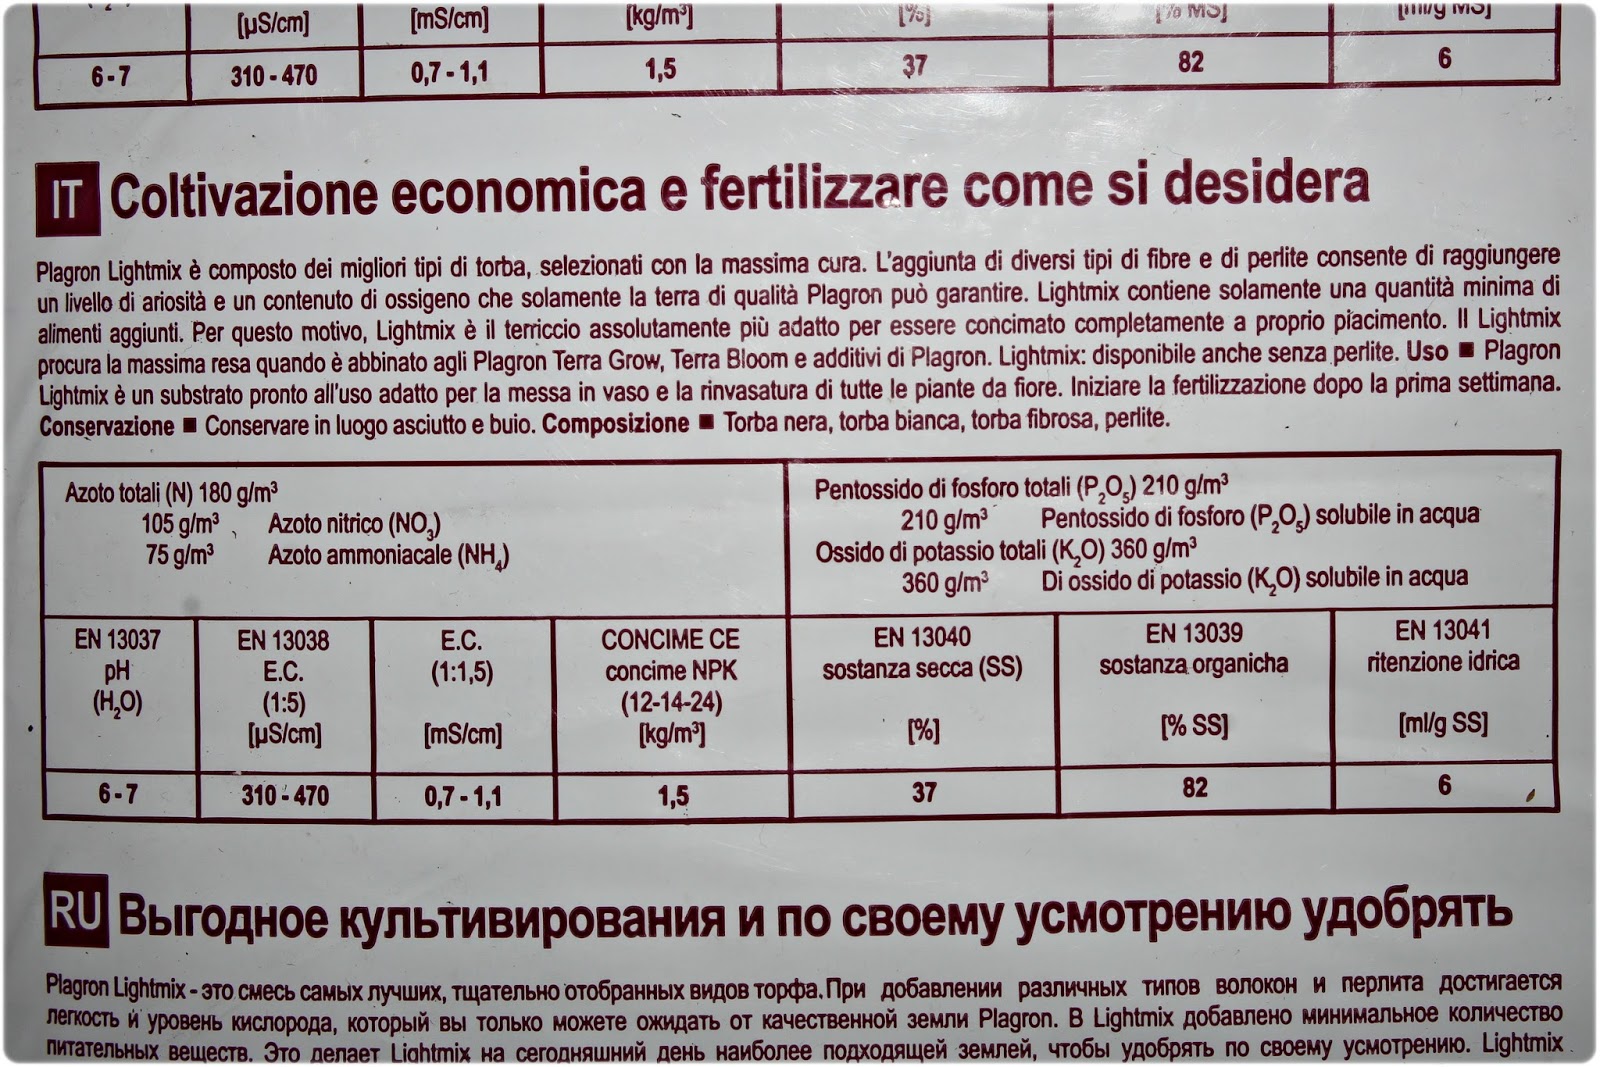 [µS/cm] [mS/cm] [kg/m³] [%] [% MS] [ml/g MS]
6 - 7 310 - 470 0,7 - 1,1 1,5 37 82 6
IT Coltivazione economica e fertilizzare come si desidera
Plagron Lightmix è composto dei migliori tipi di torba, selezionati con la massima cura. L'aggiunta di diversi tipi di fibre e di perlite consente di raggiungere
un livello di ariosità e un contenuto di ossigeno che solamente la terra di qualità Plagron può garantire. Lightmix contiene solamente una quantità minima di
alimenti aggiunti. Per questo motivo, Lightmix è il terriccio assolutamente più adatto per essere concimato completamente a proprio piacimento. Il Lightmix
procura la massima resa quando è abbinato agli Plagron Terra Grow, Terra Bloom e additivi di Plagron. Lightmix: disponibile anche senza perlite. Uso ■ Plagron
Lightmix è un substrato pronto all'uso adatto per la messa in vaso e la rinvasatura di tutte le piante da fiore. Iniziare la fertilizzazione dopo la prima settimana.
Conservazione ■ Conservare in luogo asciutto e buio. Composizione ■ Torba nera, torba bianca, torba fibrosa, perlite.
Azoto totali (N) 180 g/m³
105 g/m³ Azoto nitrico (NO₃)
75 g/m³ Azoto ammoniacale (NH₄)
Pentossido di fosforo totali (P₂O₅) 210 g/m³
210 g/m³ Pentossido di fosforo (P₂O₅) solubile in acqua
Ossido di potassio totali (K₂O) 360 g/m³
360 g/m³ Di ossido di potassio (K₂O) solubile in acqua
EN 13037 EN 13038 E.C. CONCIME CE EN 13040 EN 13039 EN 13041
pH E.C. (1:1,5) concime NPK sostanza secca (SS) sostanza organicha ritenzione idrica
(H₂O) (1:5) (12-14-24)
[µS/cm] [mS/cm] [kg/m³] [%] [% SS] [ml/g SS]
6 - 7 310 - 470 0,7 - 1,1 1,5 37 82 6
RU Выгодное культивирования и по своему усмотрению удобрять
Plagron Lightmix - это смесь самых лучших, тщательно отобранных видов торфа. При добавлении различных типов волокон и перлита достигается
легкость и уровень кислорода, который вы только можете ожидать от качественной земли Plagron. В Lightmix добавлено минимальное количество
питательных веществ. Это делает Lightmix на сегодняшний день наиболее подходящей землей, чтобы удобрять по своему усмотрению. Lightmix